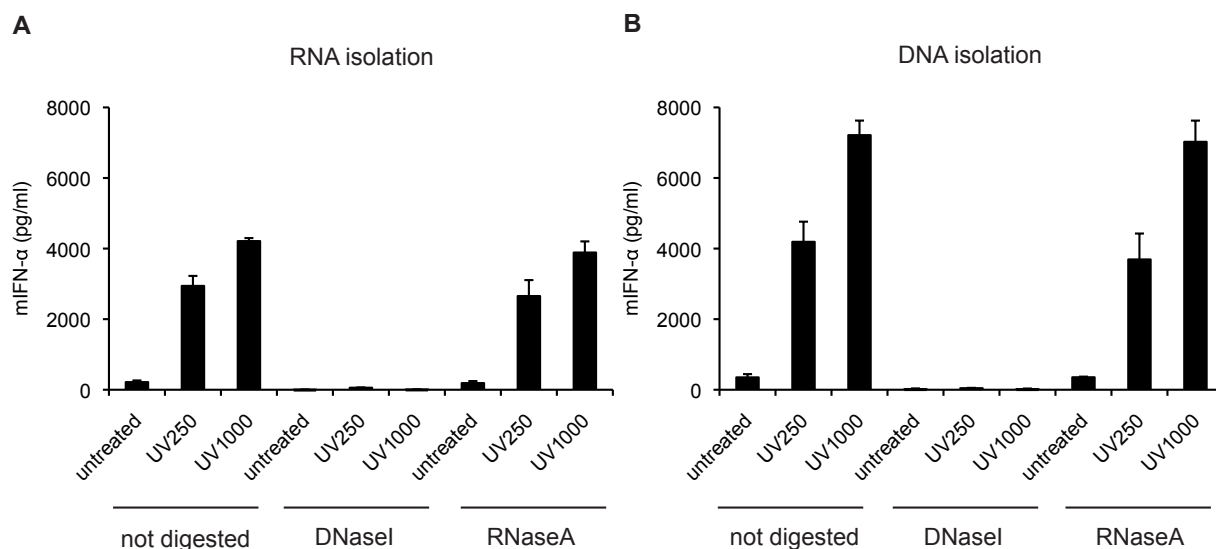 A
RNA isolation
mIFN-α (pg/ml)
8000
6000
4000
2000
0
untreated
UV250
UV1000
untreated
UV250
UV1000
untreated
UV250
UV1000
not digested
DNaseI
RNaseA
B
DNA isolation
mIFN-α (pg/ml)
8000
6000
4000
2000
0
untreated
UV250
UV1000
untreated
UV250
UV1000
untreated
UV250
UV1000
not digested
DNaseI
RNaseA